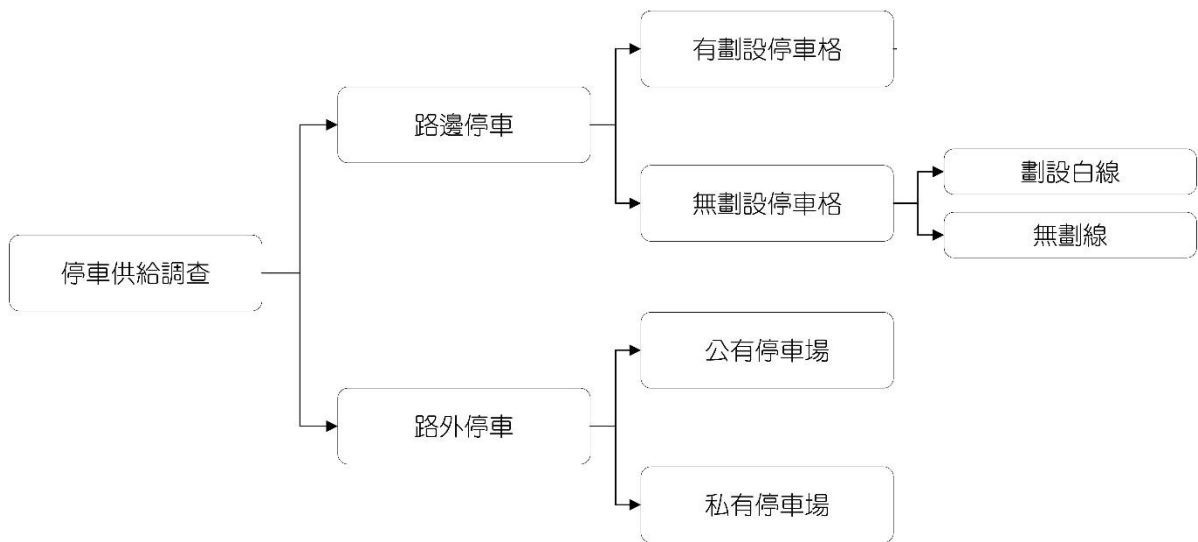 有劃設停車格
路邊停車
劃設白線
無劃設停車格
無劃線
停車供給調查
公有停車場
路外停車
私有停車場